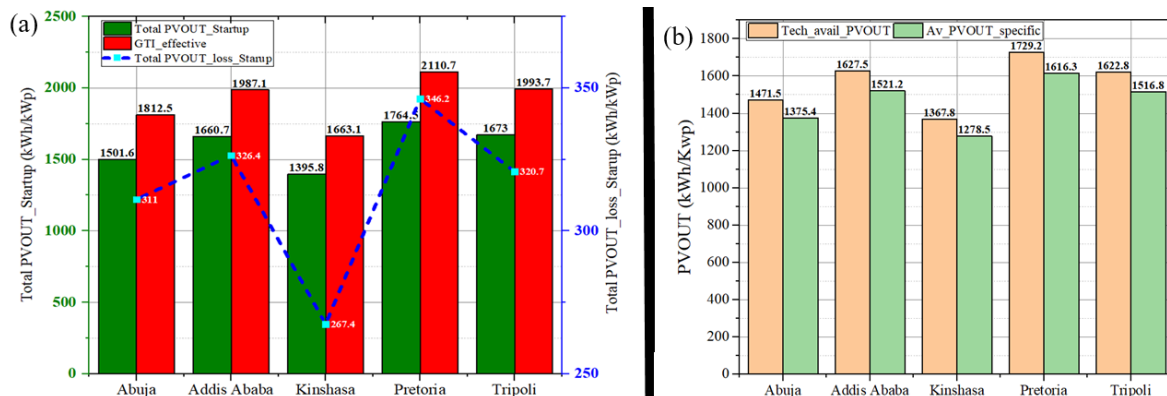 (a)
Total PVOUT_Startup
GTI_effective
Total PVOUT_loss_Starup
Total PVOUT_Startup (kWh/kWp)
2500
2000
1500
1000
500
0
1501.6
1812.5
1660.7
1987.1
1395.8
1663.1
1764.5
2110.7
1673
1993.7
311
326.4
267.4
346.2
320.7
Abuja
Addis Ababa
Kinshasa
Pretoria
Tripoli
350
300
250
Total PVOUT_loss_Starup (kWh/kWp)
(b)
Tech_avail_PVOUT
Av_PVOUT_specific
PVOUT (kWh/Kwp)
1800
1600
1400
1200
1000
800
600
400
200
0
1471.5
1375.4
1627.5
1521.2
1367.8
1278.5
1729.2
1616.3
1622.8
1516.8
Abuja
Addis Ababa
Kinshasa
Pretoria
Tripoli